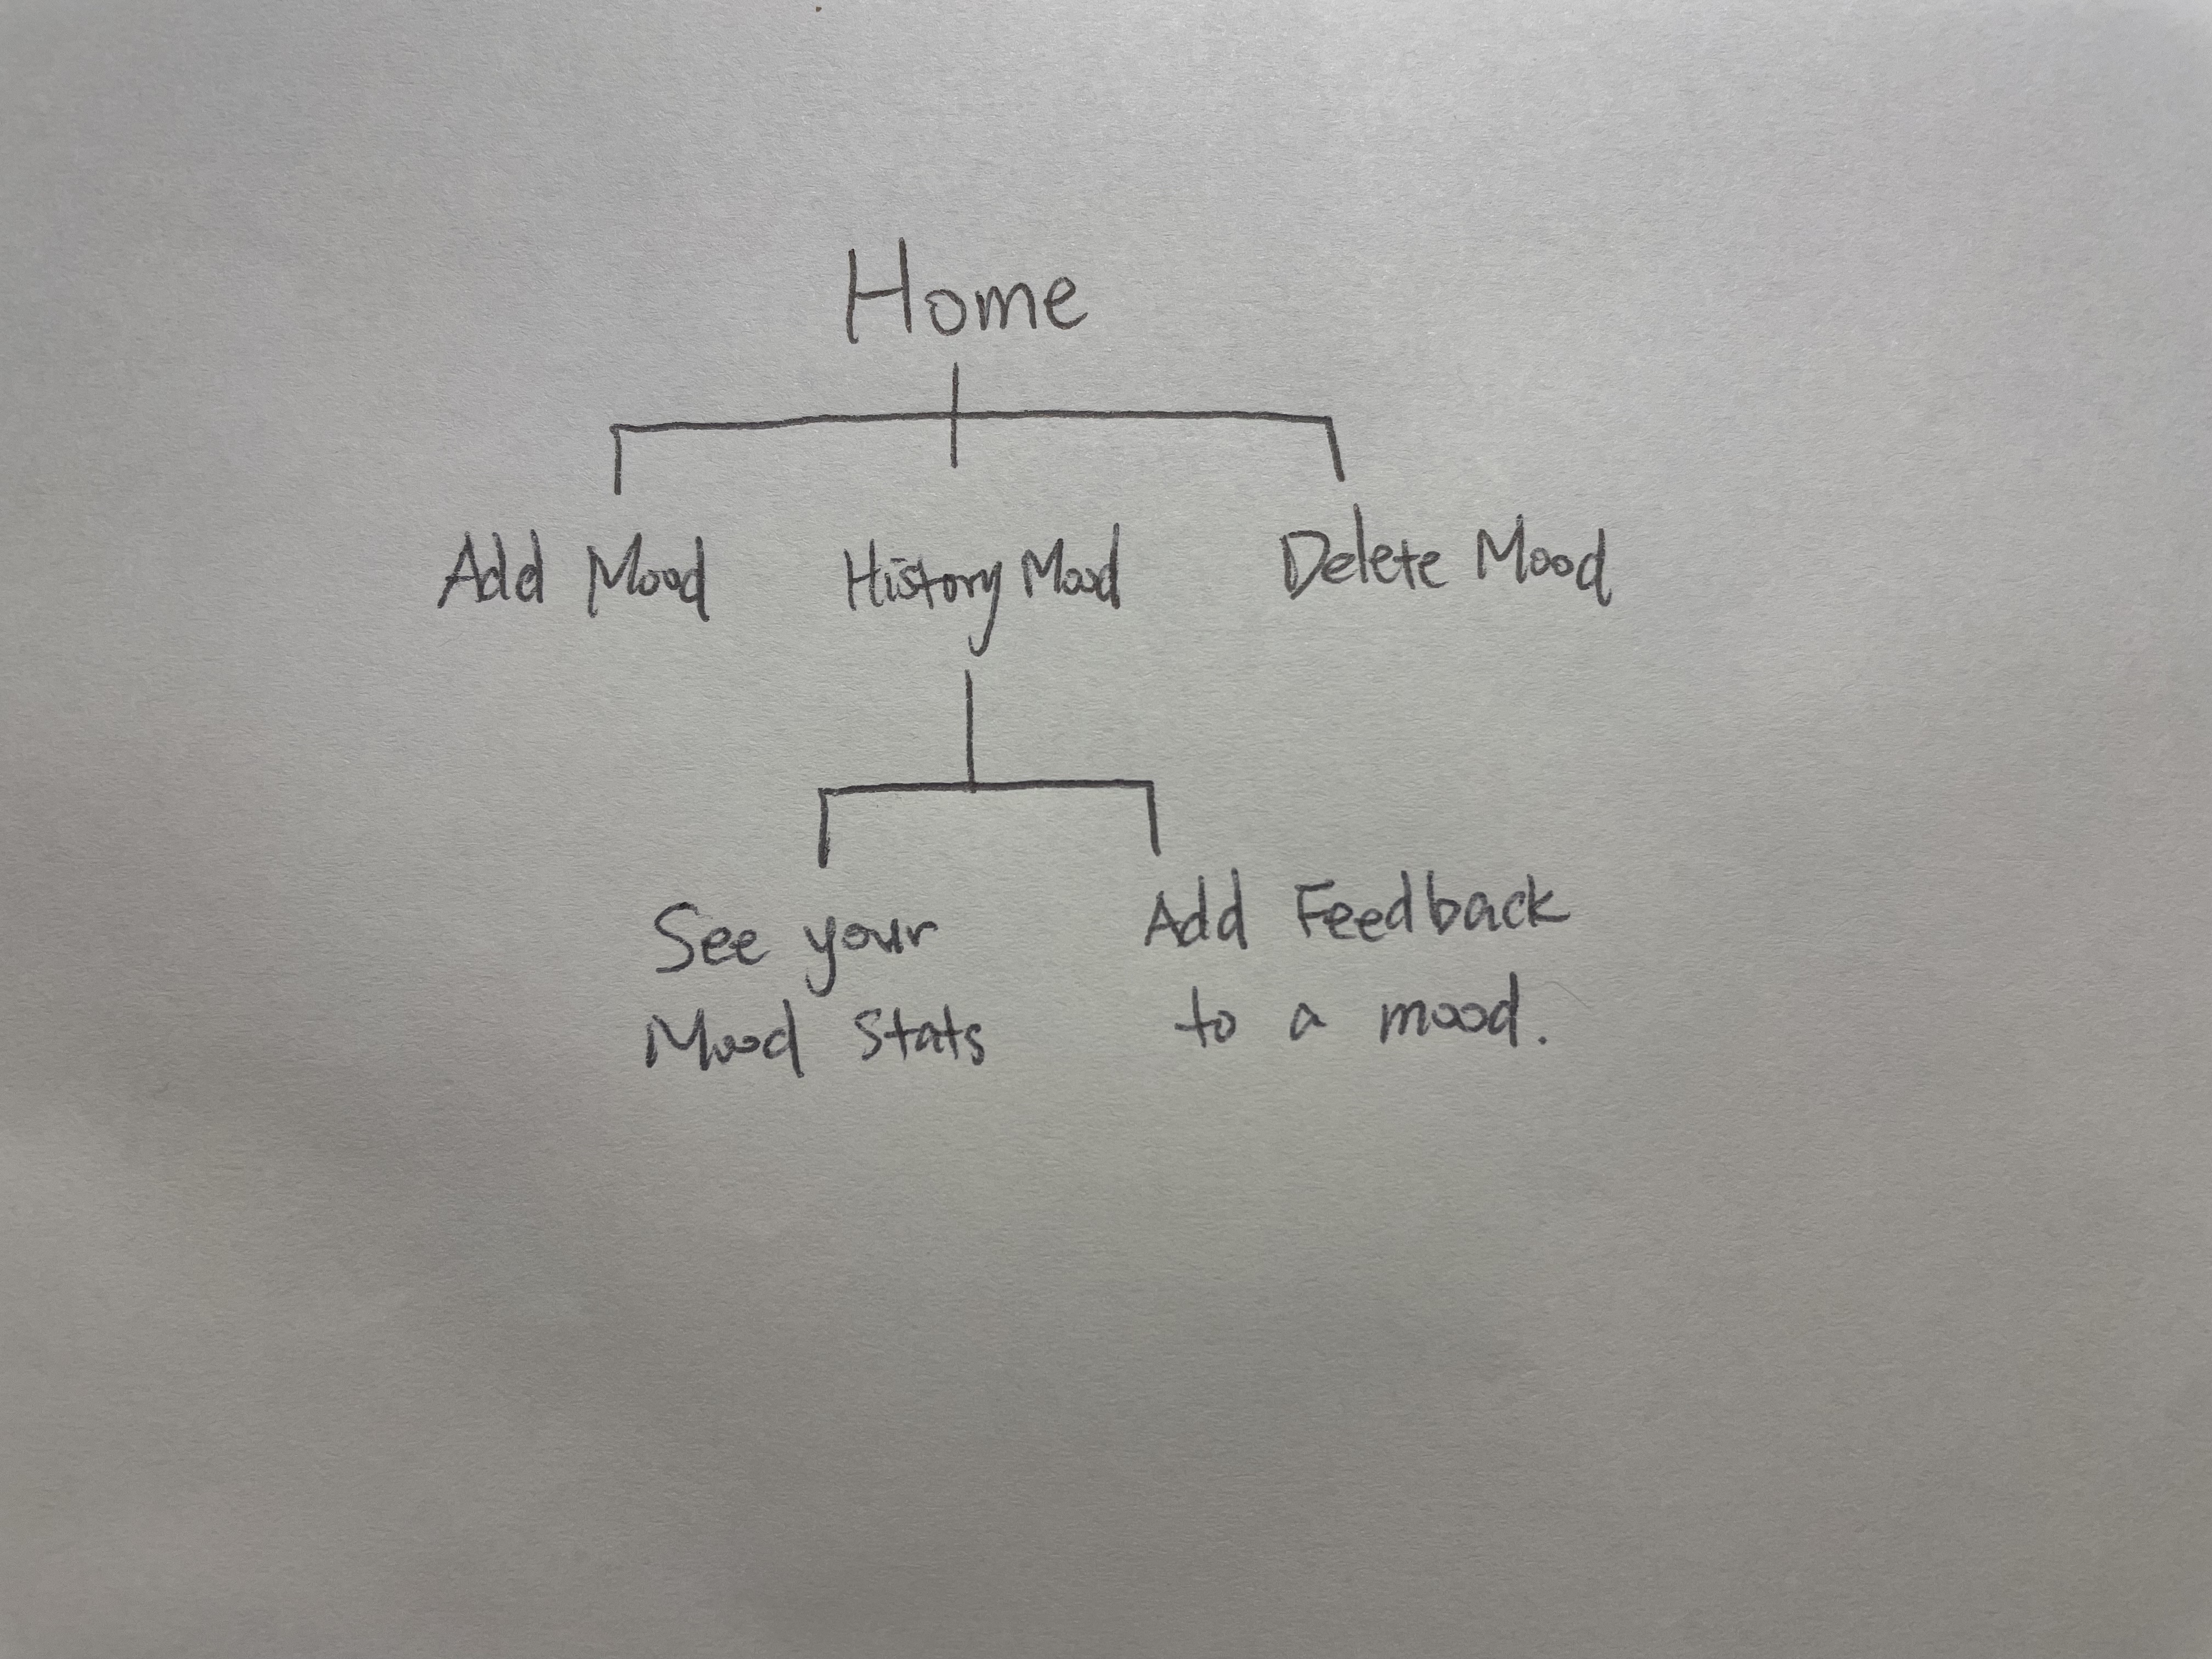 Home
Add Mood
History Mood
Delete Mood
See your
Mood Stats
Add Feedback
to a mood.